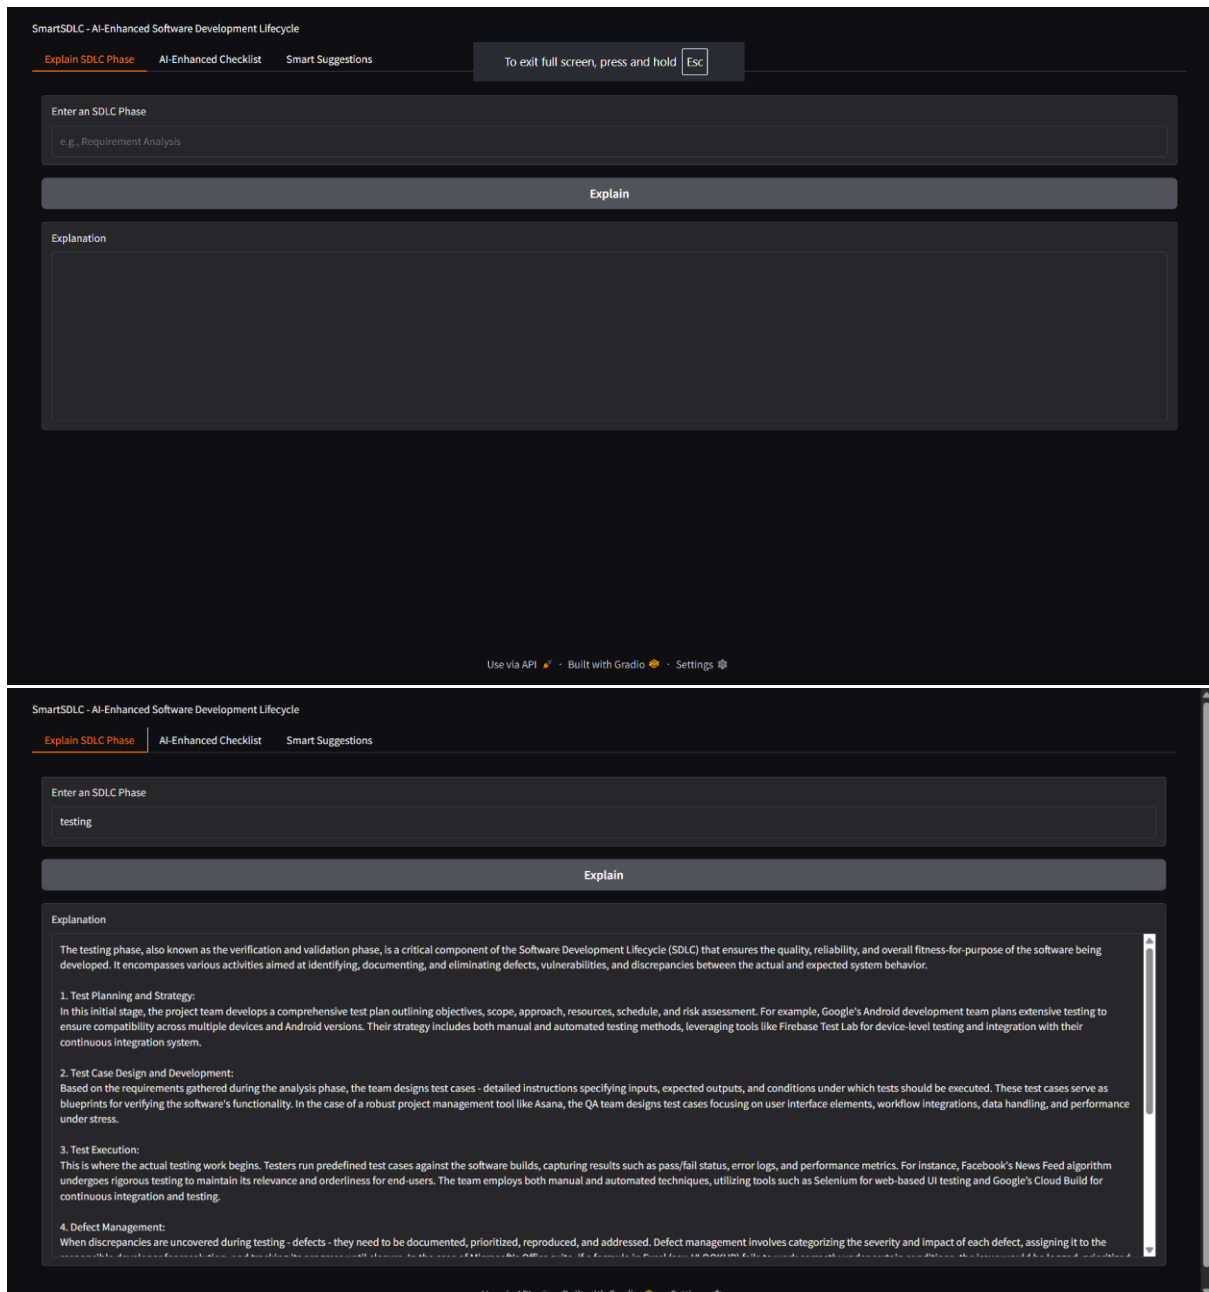 SmartSDLC - AI-Enhanced Software Development Lifecycle
Explain SDLC Phase AI-Enhanced Checklist Smart Suggestions
To exit full screen, press and hold Esc
Enter an SDLC Phase
e.g., Requirement Analysis
Explain
Explanation
Use via API · Built with Gradio · Settings
SmartSDLC - AI-Enhanced Software Development Lifecycle
Explain SDLC Phase AI-Enhanced Checklist Smart Suggestions
Enter an SDLC Phase
testing
Explain
Explanation
The testing phase, also known as the verification and validation phase, is a critical component of the Software Development Lifecycle (SDLC) that ensures the quality, reliability, and overall fitness-for-purpose of the software being
developed. It encompasses various activities aimed at identifying, documenting, and eliminating defects, vulnerabilities, and discrepancies between the actual and expected system behavior.
1. Test Planning and Strategy:
In this initial stage, the project team develops a comprehensive test plan outlining objectives, scope, approach, resources, schedule, and risk assessment. For example, Google's Android development team plans extensive testing to
ensure compatibility across multiple devices and Android versions. Their strategy includes both manual and automated testing methods, leveraging tools like Firebase Test Lab for device-level testing and integration with their
continuous integration system.
2. Test Case Design and Development:
Based on the requirements gathered during the analysis phase, the team designs test cases - detailed instructions specifying inputs, expected outputs, and conditions under which tests should be executed. These test cases serve as
blueprints for verifying the software's functionality. In the case of a robust project management tool like Asana, the QA team designs test cases focusing on user interface elements, workflow integrations, data handling, and performance
under stress.
3. Test Execution:
This is where the actual testing work begins. Testers run predefined test cases against the software builds, capturing results such as pass/fail status, error logs, and performance metrics. For instance, Facebook's News Feed algorithm
undergoes rigorous testing to maintain its relevance and orderliness for end-users. The team employs both manual and automated techniques, utilizing tools such as Selenium for web-based UI testing and Google's Cloud Build for
continuous integration and testing.
4. Defect Management:
When discrepancies are uncovered during testing - defects - they need to be documented, prioritized, reproduced, and addressed. Defect management involves categorizing the severity and impact of each defect, assigning it to the